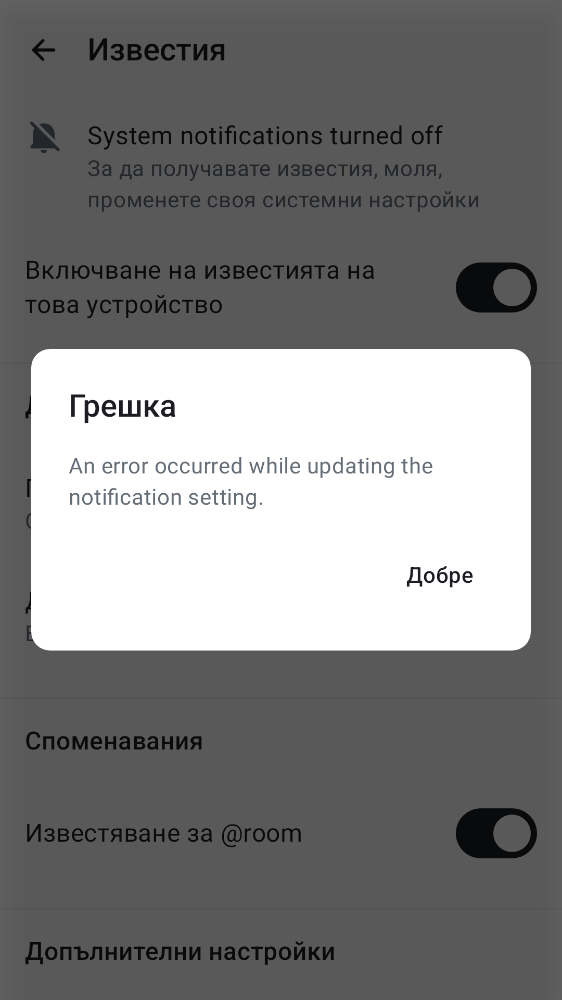 Известия
System notifications turned off
За да получавате известия, моля,
промените своя системни настройки
Включване на известията на
това устройство
Грешка
An error occurred while updating the
notification setting.
Добре
Споменавания
Известяване за @room
Допълнителни настройки